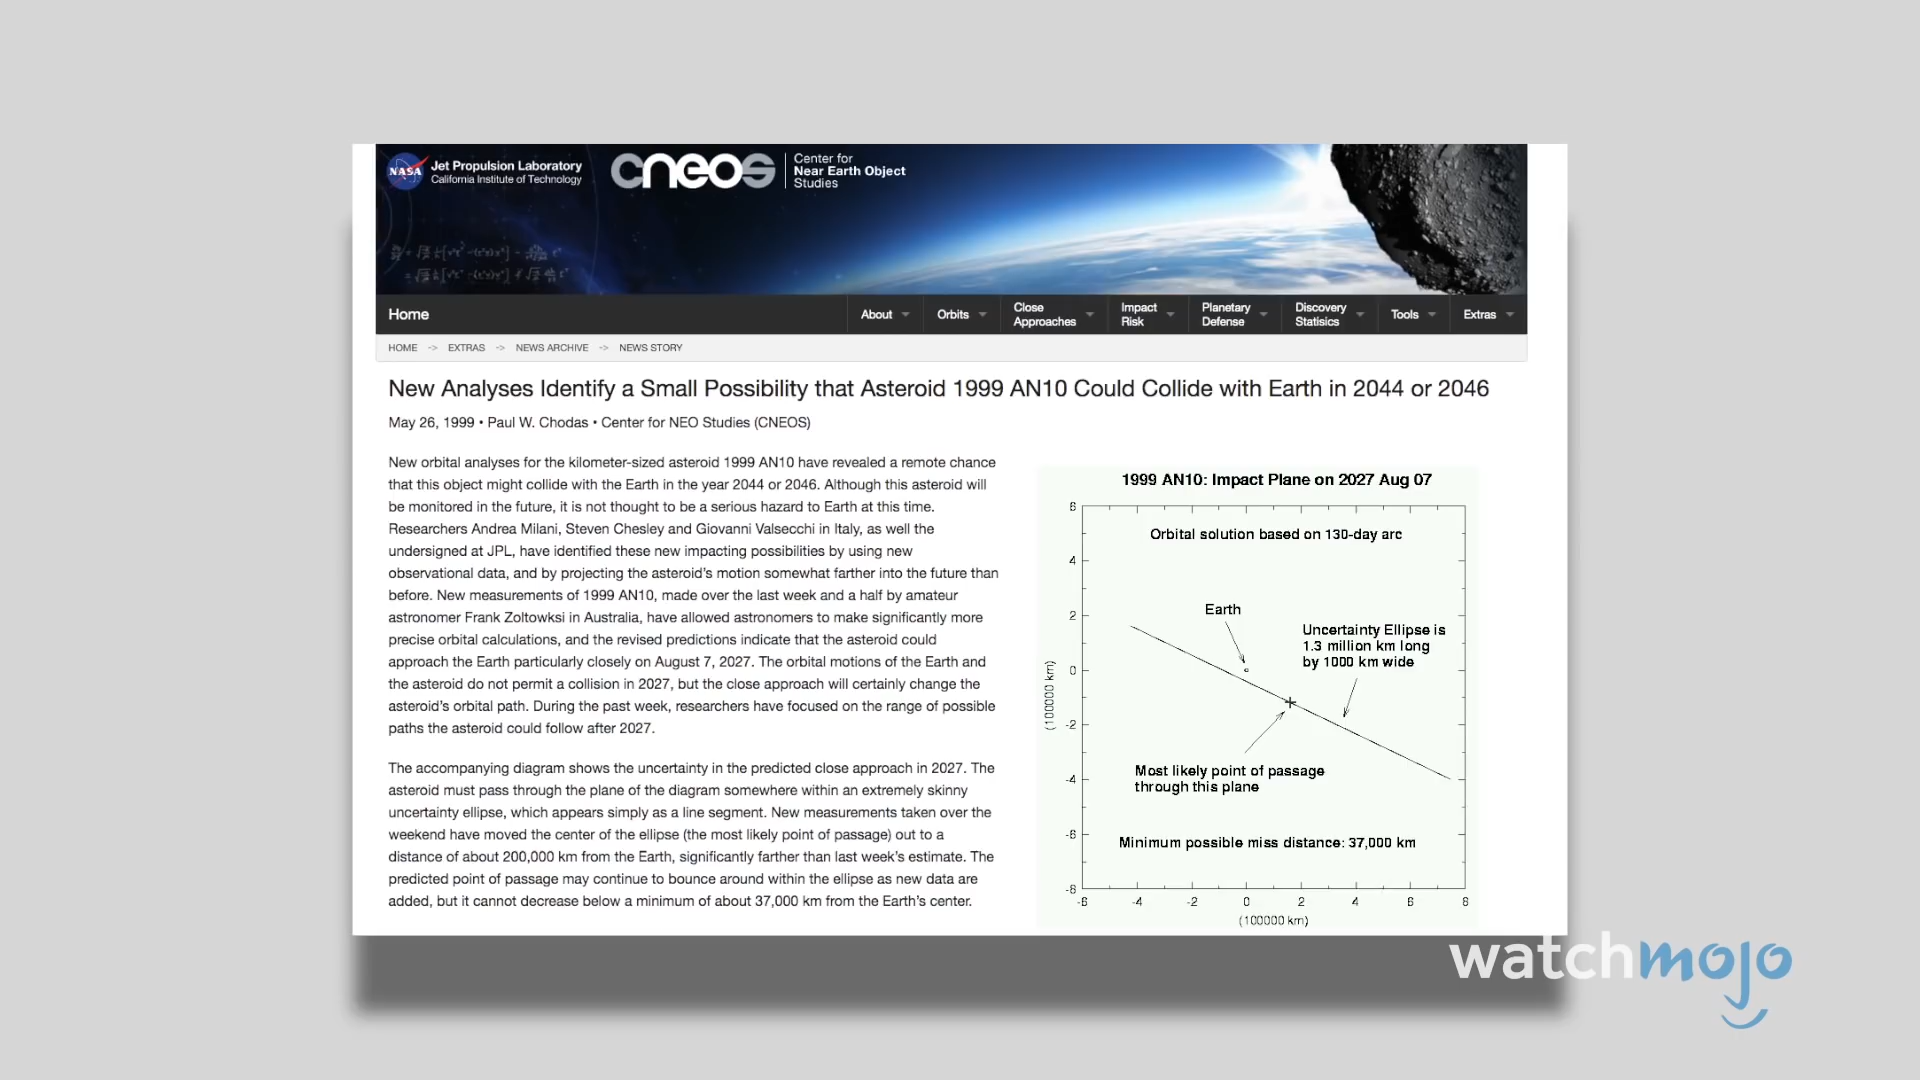 NASA
Jet Propulsion Laboratory
California Institute of Technology
cneos
Center for
Near Earth Object
Studies
Home
About
Orbits
Close
Approaches
Impact
Risk
Planetary
Defense
Discovery
Statisics
Tools
Extras
HOME -> EXTRAS -> NEWS ARCHIVE -> NEWS STORY
New Analyses Identify a Small Possibility that Asteroid 1999 AN10 Could Collide with Earth in 2044 or 2046
May 26, 1999 • Paul W. Chodas • Center for NEO Studies (CNEOS)
New orbital analyses for the kilometer-sized asteroid 1999 AN10 have revealed a remote chance
that this object might collide with the Earth in the year 2044 or 2046. Although this asteroid will
be monitored in the future, it is not thought to be a serious hazard to Earth at this time.
Researchers Andrea Milani, Steven Chesley and Giovanni Valsecchi in Italy, as well the
undersigned at JPL, have identified these new impacting possibilities by using new
observational data, and by projecting the asteroid's motion somewhat farther into the future than
before. New measurements of 1999 AN10, made over the last week and a half by amateur
astronomer Frank Zoltowksi in Australia, have allowed astronomers to make significantly more
precise orbital calculations, and the revised predictions indicate that the asteroid could
approach the Earth particularly closely on August 7, 2027. The orbital motions of the Earth and
the asteroid do not permit a collision in 2027, but the close approach will certainly change the
asteroid's orbital path. During the past week, researchers have focused on the range of possible
paths the asteroid could follow after 2027.
The accompanying diagram shows the uncertainty in the predicted close approach in 2027. The
asteroid must pass through the plane of the diagram somewhere within an extremely skinny
uncertainty ellipse, which appears simply as a line segment. New measurements taken over the
weekend have moved the center of the ellipse (the most likely point of passage) out to a
distance of about 200,000 km from the Earth, significantly farther than last week's estimate. The
predicted point of passage may continue to bounce around within the ellipse as new data are
added, but it cannot decrease below a minimum of about 37,000 km from the Earth's center.
1999 AN10: Impact Plane on 2027 Aug 07
Orbital solution based on 130-day arc
Earth
Uncertainty Ellipse is
1.3 million km long
by 1000 km wide
Most likely point of passage
through this plane
Minimum possible miss distance: 37,000 km
6
4
2
0
-2
-4
-6
-8
(100000 km)
-6 -4 -2 0 2 4 6 8
(100000 km)
watchmojo